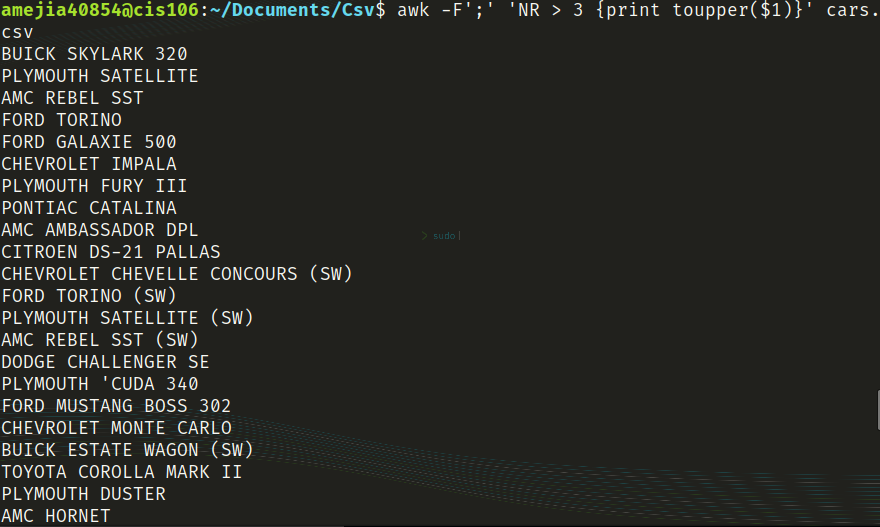 amejia40854@cis106:~/Documents/Csv$ awk -F';' 'NR > 3 {print toupper($1)}' cars.
csv
BUICK SKYLARK 320
PLYMOUTH SATELLITE
AMC REBEL SST
FORD TORINO
FORD GALAXIE 500
CHEVROLET IMPALA
PLYMOUTH FURY III
PONTIAC CATALINA
AMC AMBASSADOR DPL
> sudo|
CITROEN DS-21 PALLAS
CHEVROLET CHEVELLE CONCOURS (SW)
FORD TORINO (SW)
PLYMOUTH SATELLITE (SW)
AMC REBEL SST (SW)
DODGE CHALLENGER SE
PLYMOUTH 'CUDA 340
FORD MUSTANG BOSS 302
CHEVROLET MONTE CARLO
BUICK ESTATE WAGON (SW)
TOYOTA COROLLA MARK II
PLYMOUTH DUSTER
AMC HORNET